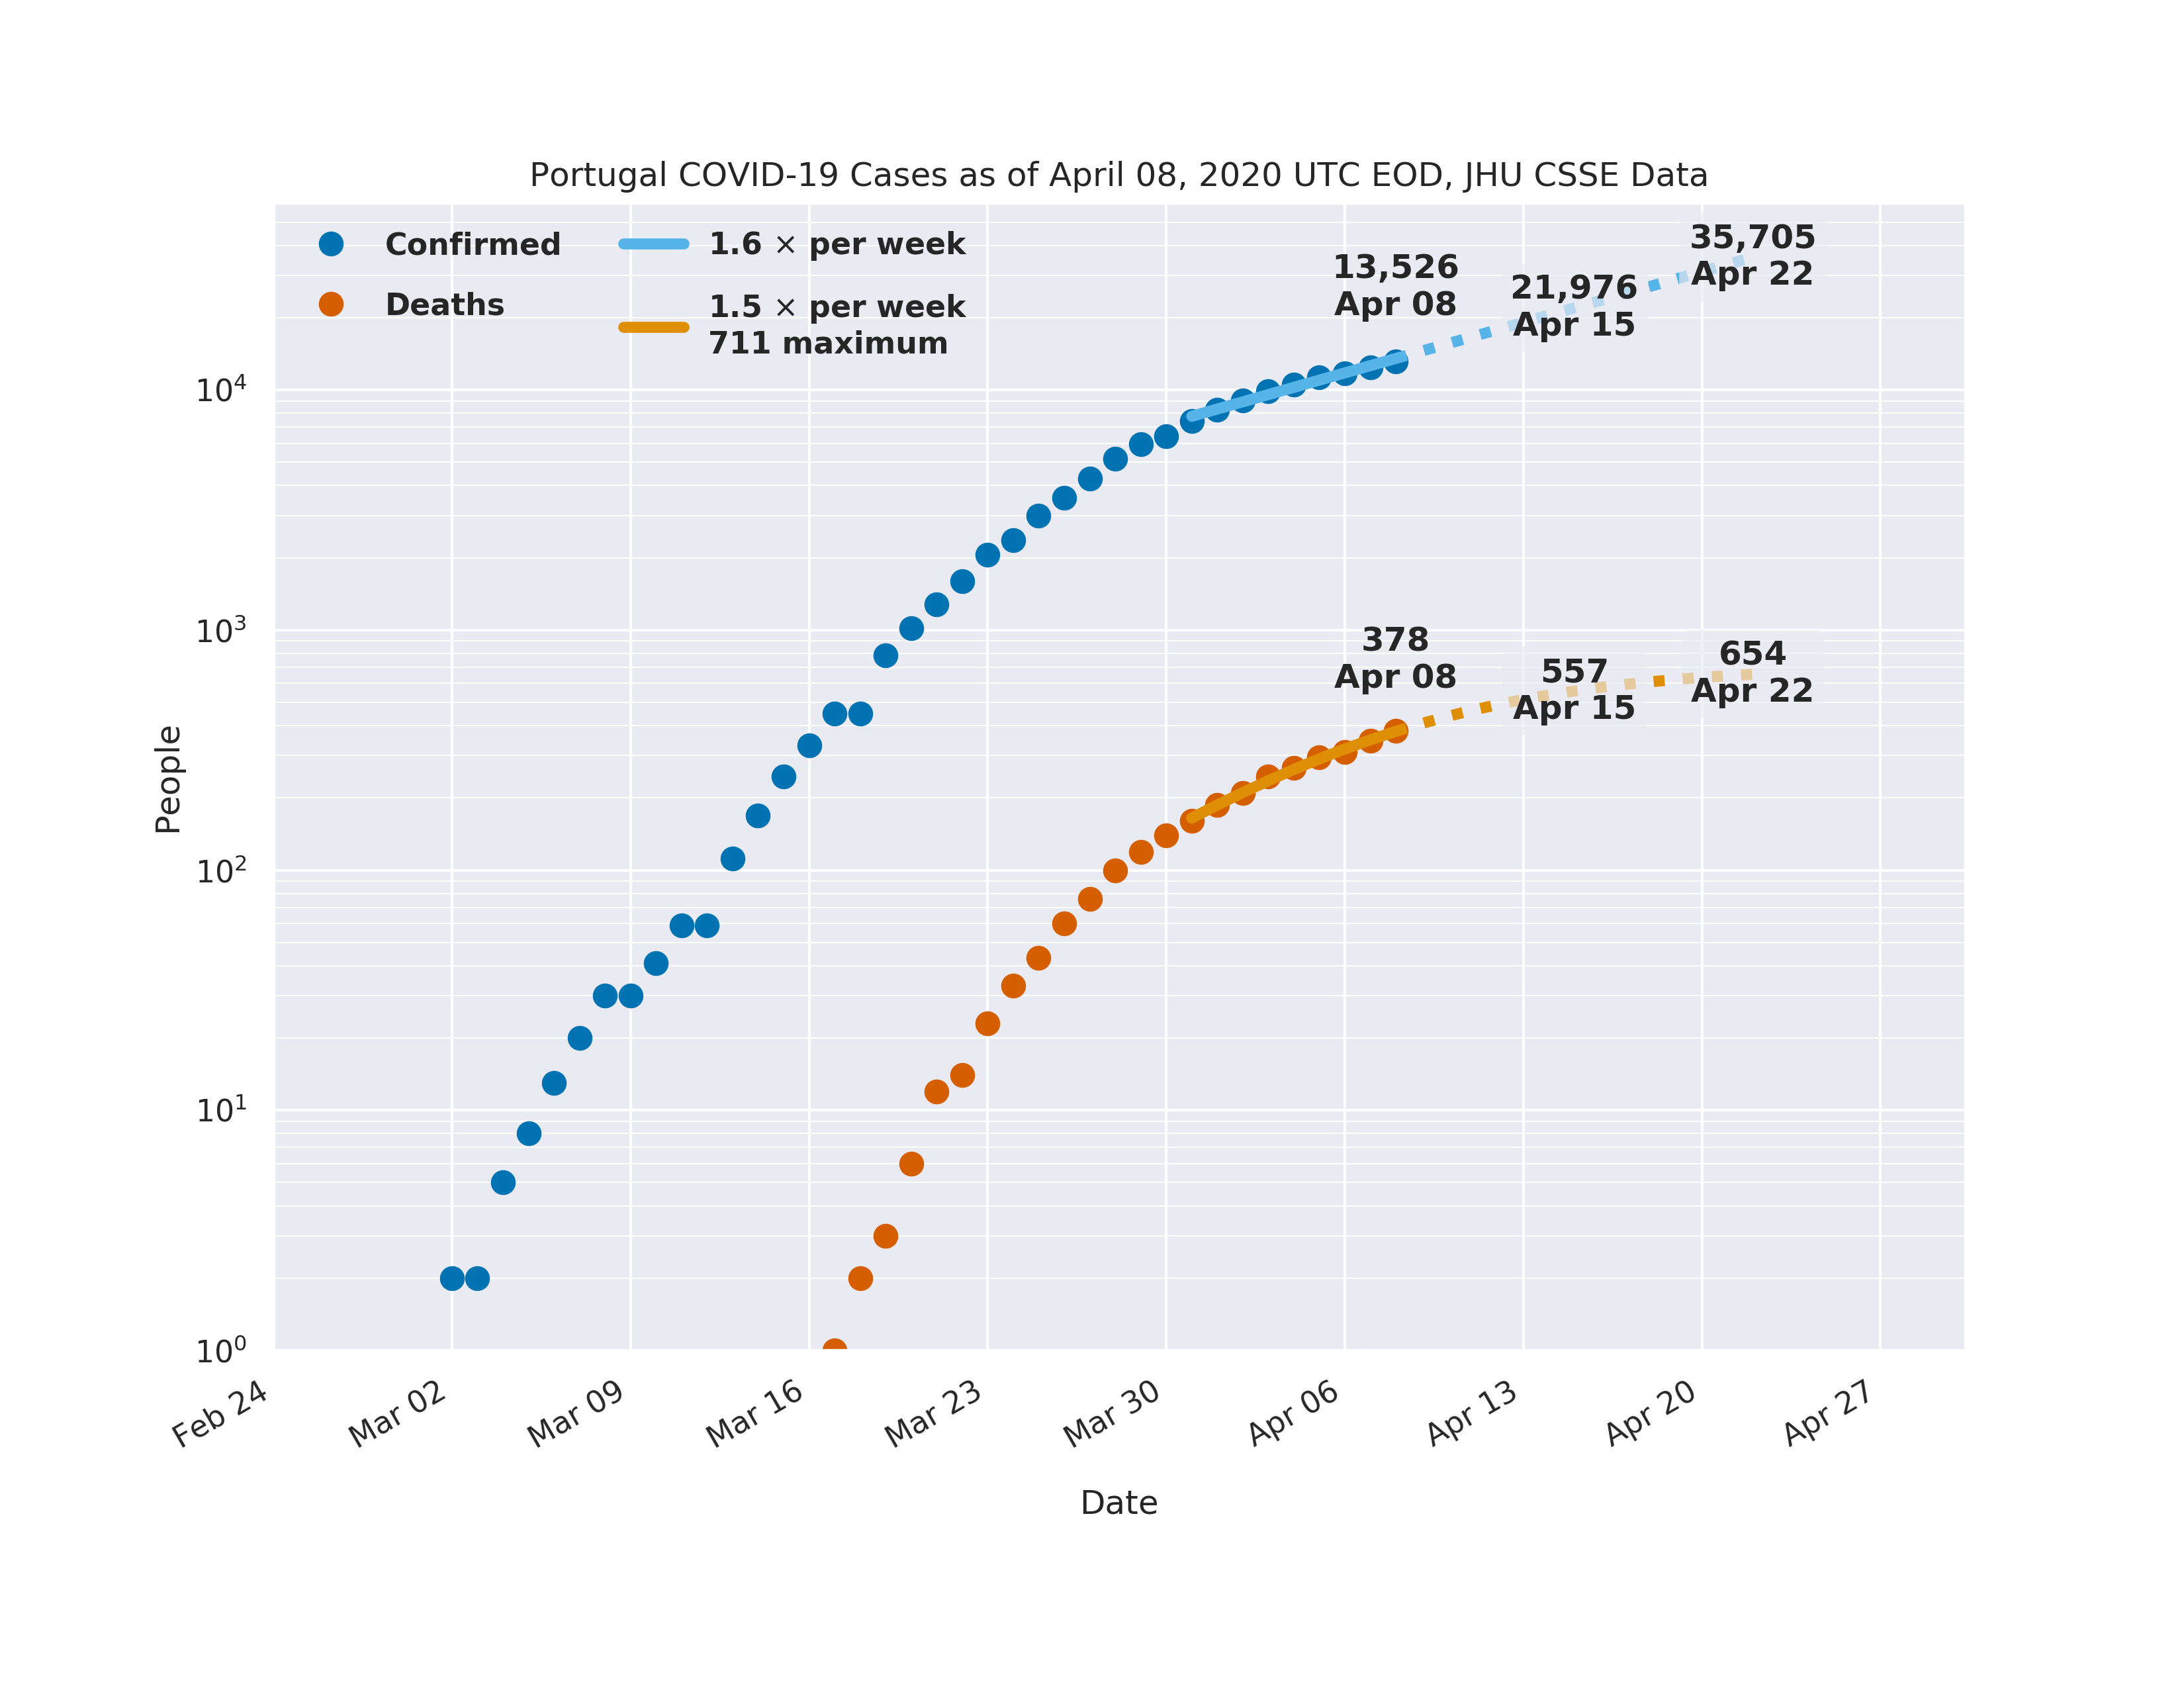 Portugal COVID-19 Cases as of April 08, 2020 UTC EOD, JHU CSSE Data
Confirmed
Deaths
1.6 × per week
1.5 × per week
711 maximum
13,526
Apr 08
21,976
Apr 15
35,705
Apr 22
378
Apr 08
557
Apr 15
654
Apr 22
People
10⁴
10³
10²
10¹
10⁰
Feb 24
Mar 02
Mar 09
Mar 16
Mar 23
Mar 30
Apr 06
Apr 13
Apr 20
Apr 27
Date